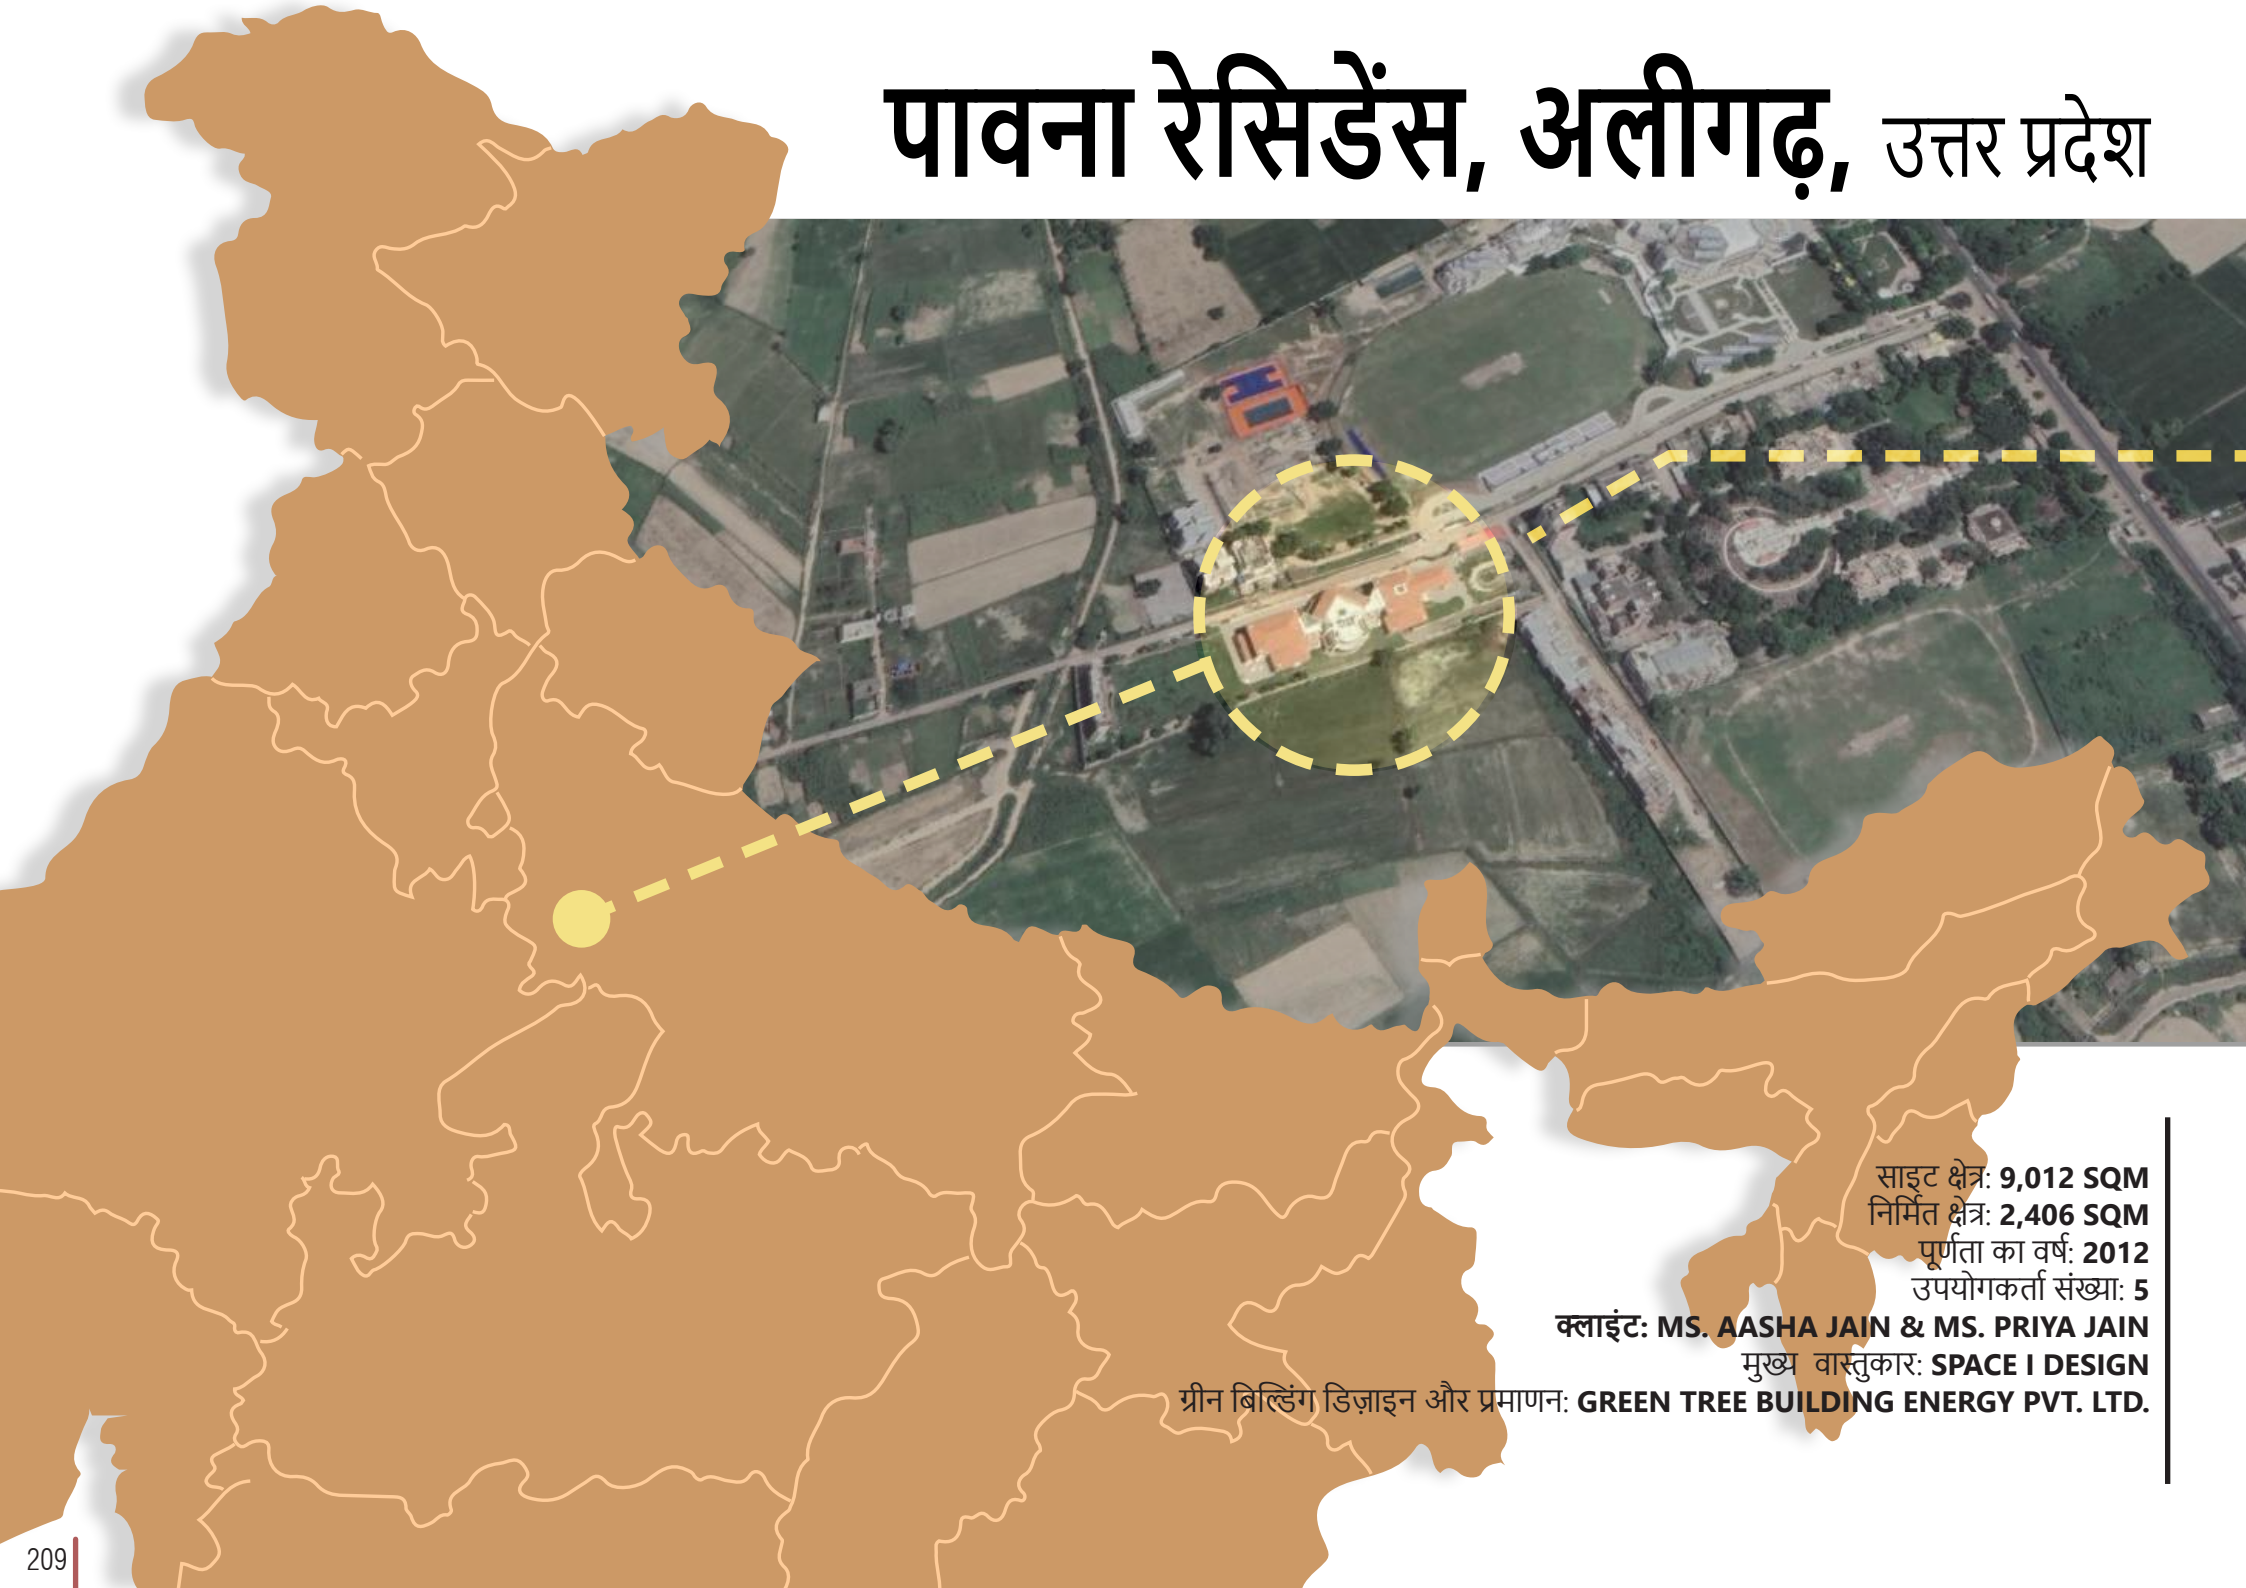 पावना रेसिडेंस, अलीगढ़, उत्तर प्रदेश
साइट क्षेत्र: 9,012 SQM
निर्मित क्षेत्र: 2,406 SQM
पूर्णता का वर्ष: 2012
उपयोगकर्ता संख्या: 5
क्लाइंट: MS. AASHA JAIN & MS. PRIYA JAIN
मुख्य वास्तुकार: SPACE I DESIGN
ग्रीन बिल्डिंग डिज़ाइन और प्रमाणन: GREEN TREE BUILDING ENERGY PVT. LTD.
209